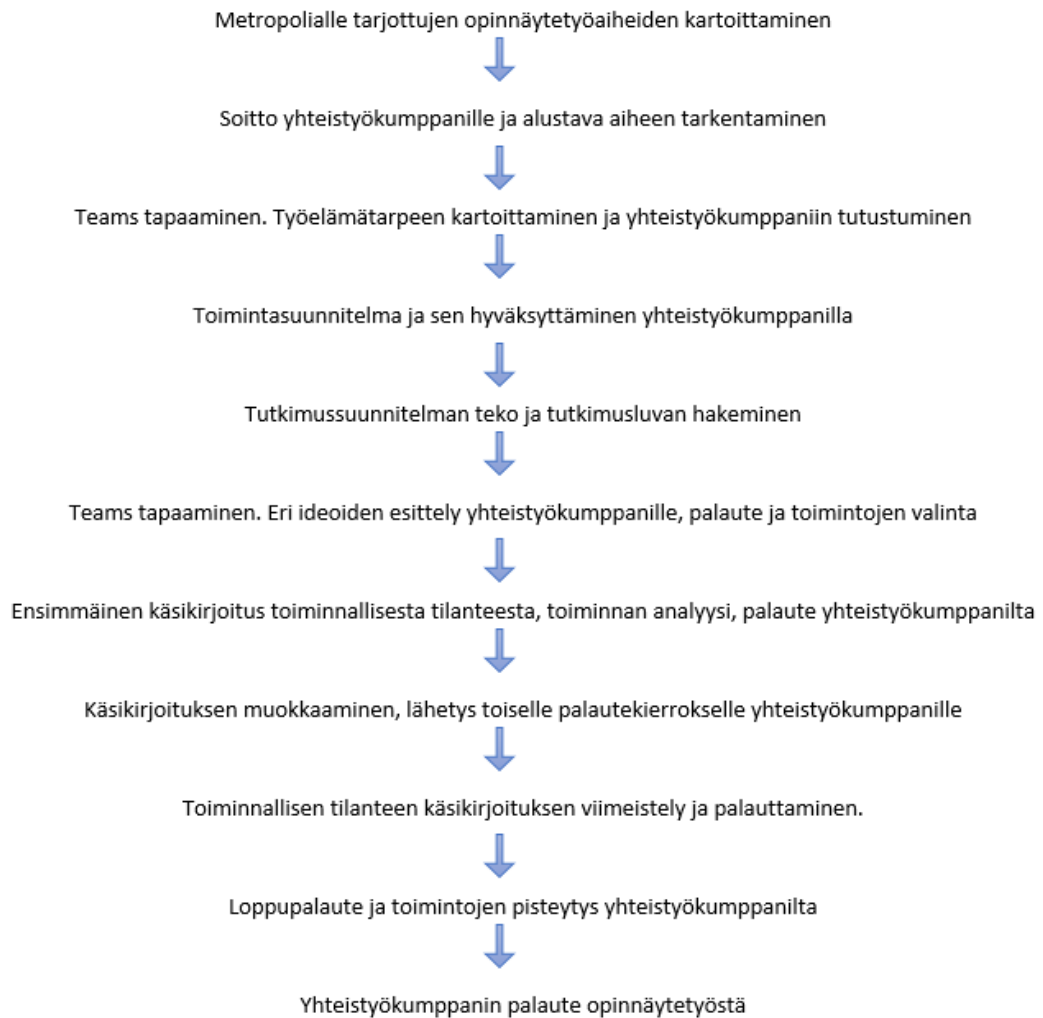 Metropolialle tarjottujen opinnäytetyöaiheiden kartoittaminen
Soitto yhteistyökumppanille ja alustava aiheen tarkentaminen
Teams tapaaminen. Työelämätarpeen kartoittaminen ja yhteistyökumppaniin tutustuminen
Toimintasuunnitelma ja sen hyväksyttäminen yhteistyökumppanilla
Tutkimussuunnitelman teko ja tutkimusluvan hakeminen
Teams tapaaminen. Eri ideoiden esittely yhteistyökumppanille, palaute ja toimintojen valinta
Ensimmäinen käsikirjoitus toiminnallisesta tilanteesta, toiminnan analyysi, palaute yhteistyökumppanilta
Käsikirjoituksen muokkaaminen, lähetys toiselle palautekierrokselle yhteistyökumppanille
Toiminnallisen tilanteen käsikirjoituksen viimeistely ja palauttaminen.
Loppupalaute ja toimintojen pisteytys yhteistyökumppanilta
Yhteistyökumppanin palaute opinnäytetyöstä